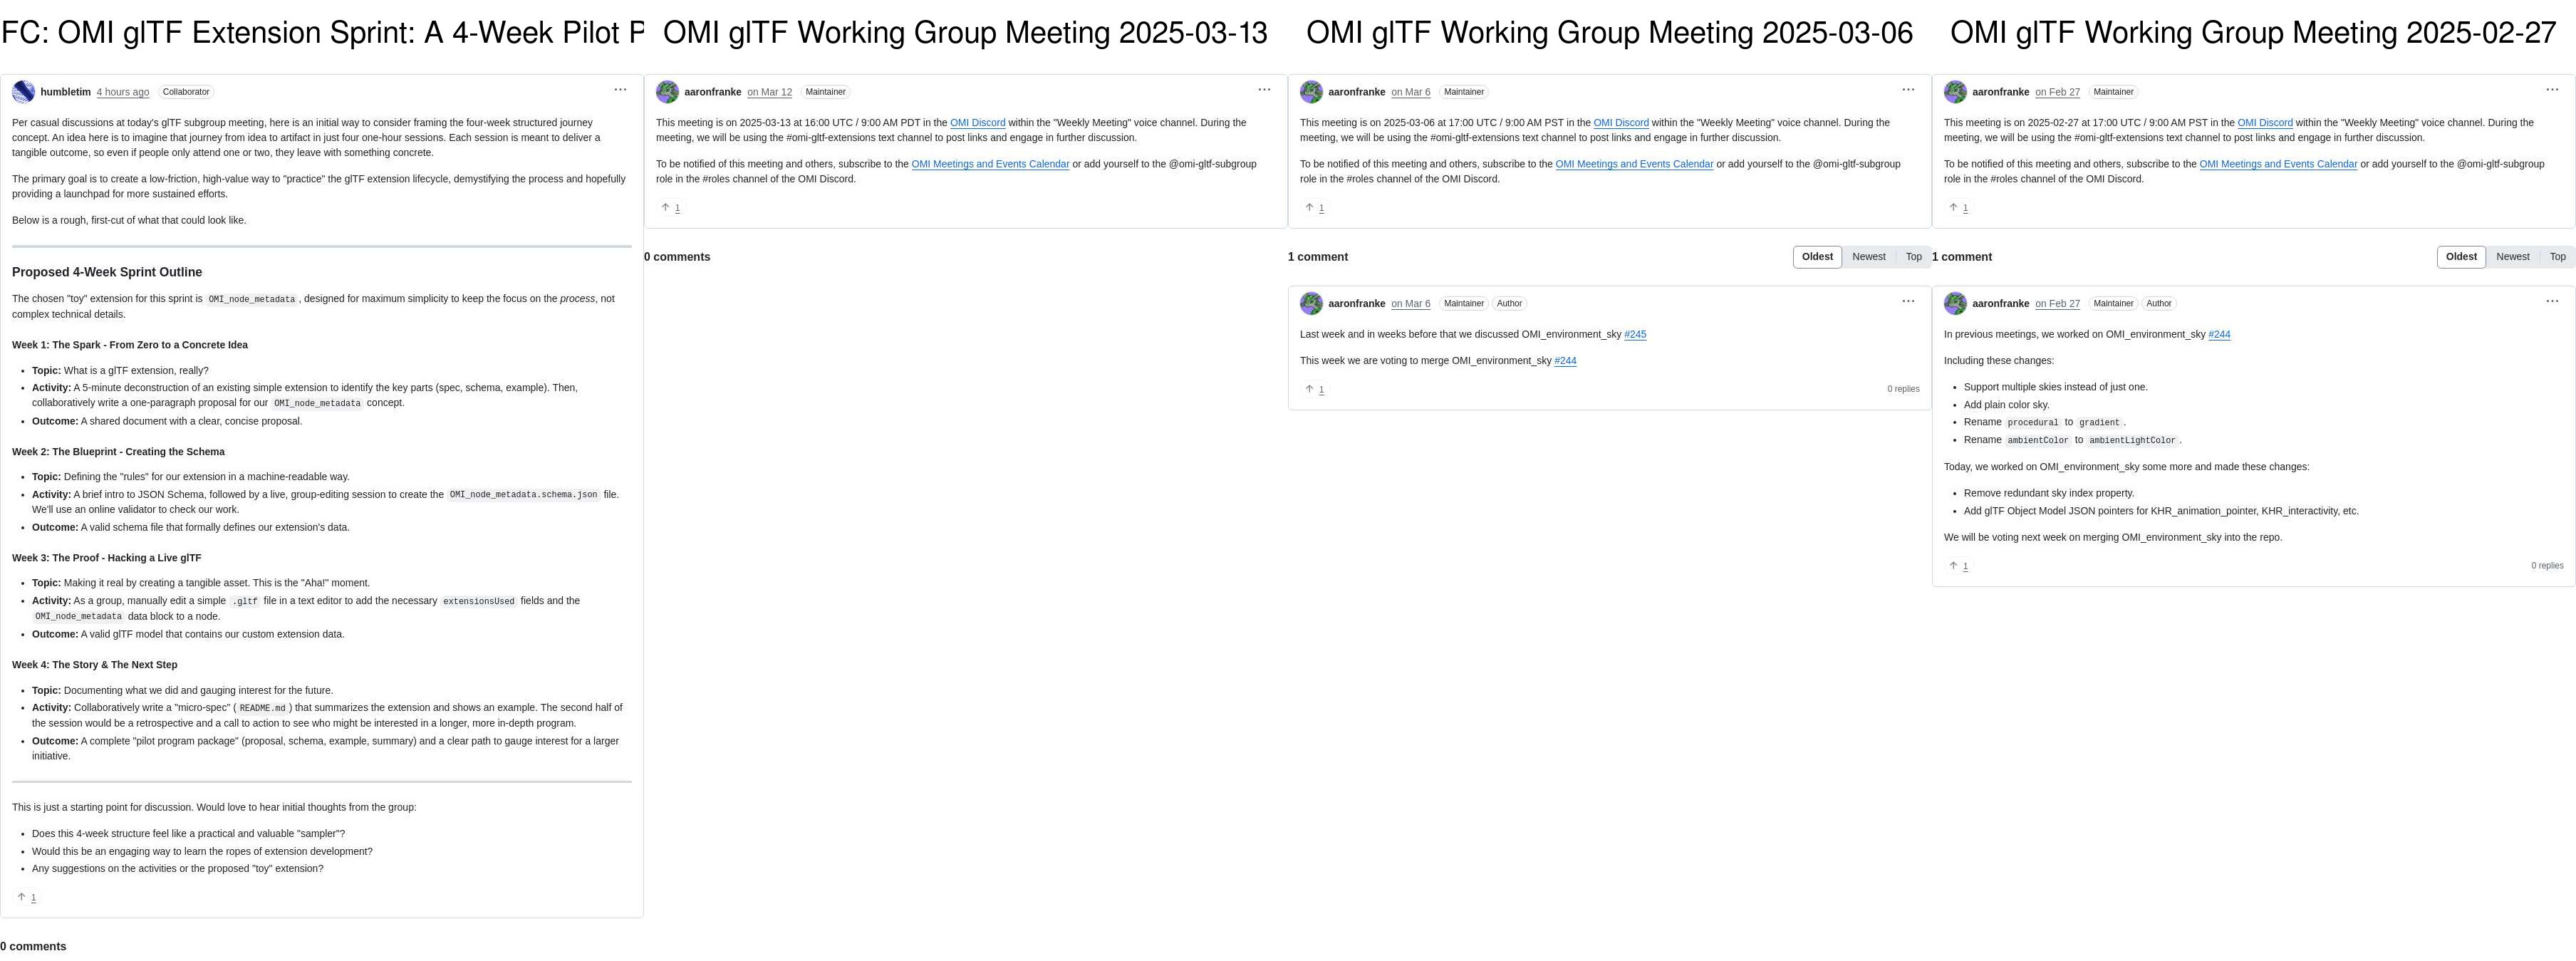 FC: OMI glTF Extension Sprint: A 4-Week Pilot P
humbletim 4 hours ago Collaborator
Per casual discussions at today's glTF subgroup meeting, here is an initial way to consider framing the four-week structured journey
concept. An idea here is to imagine that journey from idea to artifact in just four one-hour sessions. Each session is meant to deliver a
tangible outcome, so even if people only attend one or two, they leave with something concrete.
The primary goal is to create a low-friction, high-value way to "practice" the glTF extension lifecycle, demystifying the process and hopefully
providing a launchpad for more sustained efforts.
Below is a rough, first-cut of what that could look like.
Proposed 4-Week Sprint Outline
The chosen "toy" extension for this sprint is OMI_node_metadata, designed for maximum simplicity to keep the focus on the process, not
complex technical details.
Week 1: The Spark - From Zero to a Concrete Idea
• Topic: What is a glTF extension, really?
• Activity: A 5-minute deconstruction of an existing simple extension to identify the key parts (spec, schema, example). Then,
collaboratively write a one-paragraph proposal for our OMI_node_metadata concept.
• Outcome: A shared document with a clear, concise proposal.
Week 2: The Blueprint - Creating the Schema
• Topic: Defining the "rules" for our extension in a machine-readable way.
• Activity: A brief intro to JSON Schema, followed by a live, group-editing session to create the OMI_node_metadata.schema.json file.
We'll use an online validator to check our work.
• Outcome: A valid schema file that formally defines our extension's data.
Week 3: The Proof - Hacking a Live glTF
• Topic: Making it real by creating a tangible asset. This is the "Aha!" moment.
• Activity: As a group, manually edit a simple .gltf file in a text editor to add the necessary extensionsUsed fields and the
OMI_node_metadata data block to a node.
• Outcome: A valid glTF model that contains our custom extension data.
Week 4: The Story & The Next Step
• Topic: Documenting what we did and gauging interest for the future.
• Activity: Collaboratively write a "micro-spec" (README.md) that summarizes the extension and shows an example. The second half of
the session would be a retrospective and a call to action to see who might be interested in a longer, more in-depth program.
• Outcome: A complete "pilot program package" (proposal, schema, example, summary) and a clear path to gauge interest for a larger
initiative.
This is just a starting point for discussion. Would love to hear initial thoughts from the group:
• Does this 4-week structure feel like a practical and valuable "sampler"?
• Would this be an engaging way to learn the ropes of extension development?
• Any suggestions on the activities or the proposed "toy" extension?
↑ 1
0 comments
OMI glTF Working Group Meeting 2025-03-13
aaronfranke on Mar 12 Maintainer
This meeting is on 2025-03-13 at 16:00 UTC / 9:00 AM PDT in the OMI Discord within the "Weekly Meeting" voice channel. During the
meeting, we will be using the #omi-gltf-extensions text channel to post links and engage in further discussion.
To be notified of this meeting and others, subscribe to the OMI Meetings and Events Calendar or add yourself to the @omi-gltf-subgroup
role in the #roles channel of the OMI Discord.
↑ 1
0 comments
OMI glTF Working Group Meeting 2025-03-06
aaronfranke on Mar 6 Maintainer
This meeting is on 2025-03-06 at 17:00 UTC / 9:00 AM PST in the OMI Discord within the "Weekly Meeting" voice channel. During the
meeting, we will be using the #omi-gltf-extensions text channel to post links and engage in further discussion.
To be notified of this meeting and others, subscribe to the OMI Meetings and Events Calendar or add yourself to the @omi-gltf-subgroup
role in the #roles channel of the OMI Discord.
↑ 1
1 comment Oldest Newest Top
aaronfranke on Mar 6 Maintainer Author
Last week and in weeks before that we discussed OMI_environment_sky #245
This week we are voting to merge OMI_environment_sky #244
↑ 1 0 replies
OMI glTF Working Group Meeting 2025-02-27
aaronfranke on Feb 27 Maintainer
This meeting is on 2025-02-27 at 17:00 UTC / 9:00 AM PST in the OMI Discord within the "Weekly Meeting" voice channel. During the
meeting, we will be using the #omi-gltf-extensions text channel to post links and engage in further discussion.
To be notified of this meeting and others, subscribe to the OMI Meetings and Events Calendar or add yourself to the @omi-gltf-subgroup
role in the #roles channel of the OMI Discord.
↑ 1
1 comment Oldest Newest Top
aaronfranke on Feb 27 Maintainer Author
In previous meetings, we worked on OMI_environment_sky #244
Including these changes:
• Support multiple skies instead of just one.
• Add plain color sky.
• Rename procedural to gradient.
• Rename ambientColor to ambientLightColor.
Today, we worked on OMI_environment_sky some more and made these changes:
• Remove redundant sky index property.
• Add glTF Object Model JSON pointers for KHR_animation_pointer, KHR_interactivity, etc.
We will be voting next week on merging OMI_environment_sky into the repo.
↑ 1 0 replies